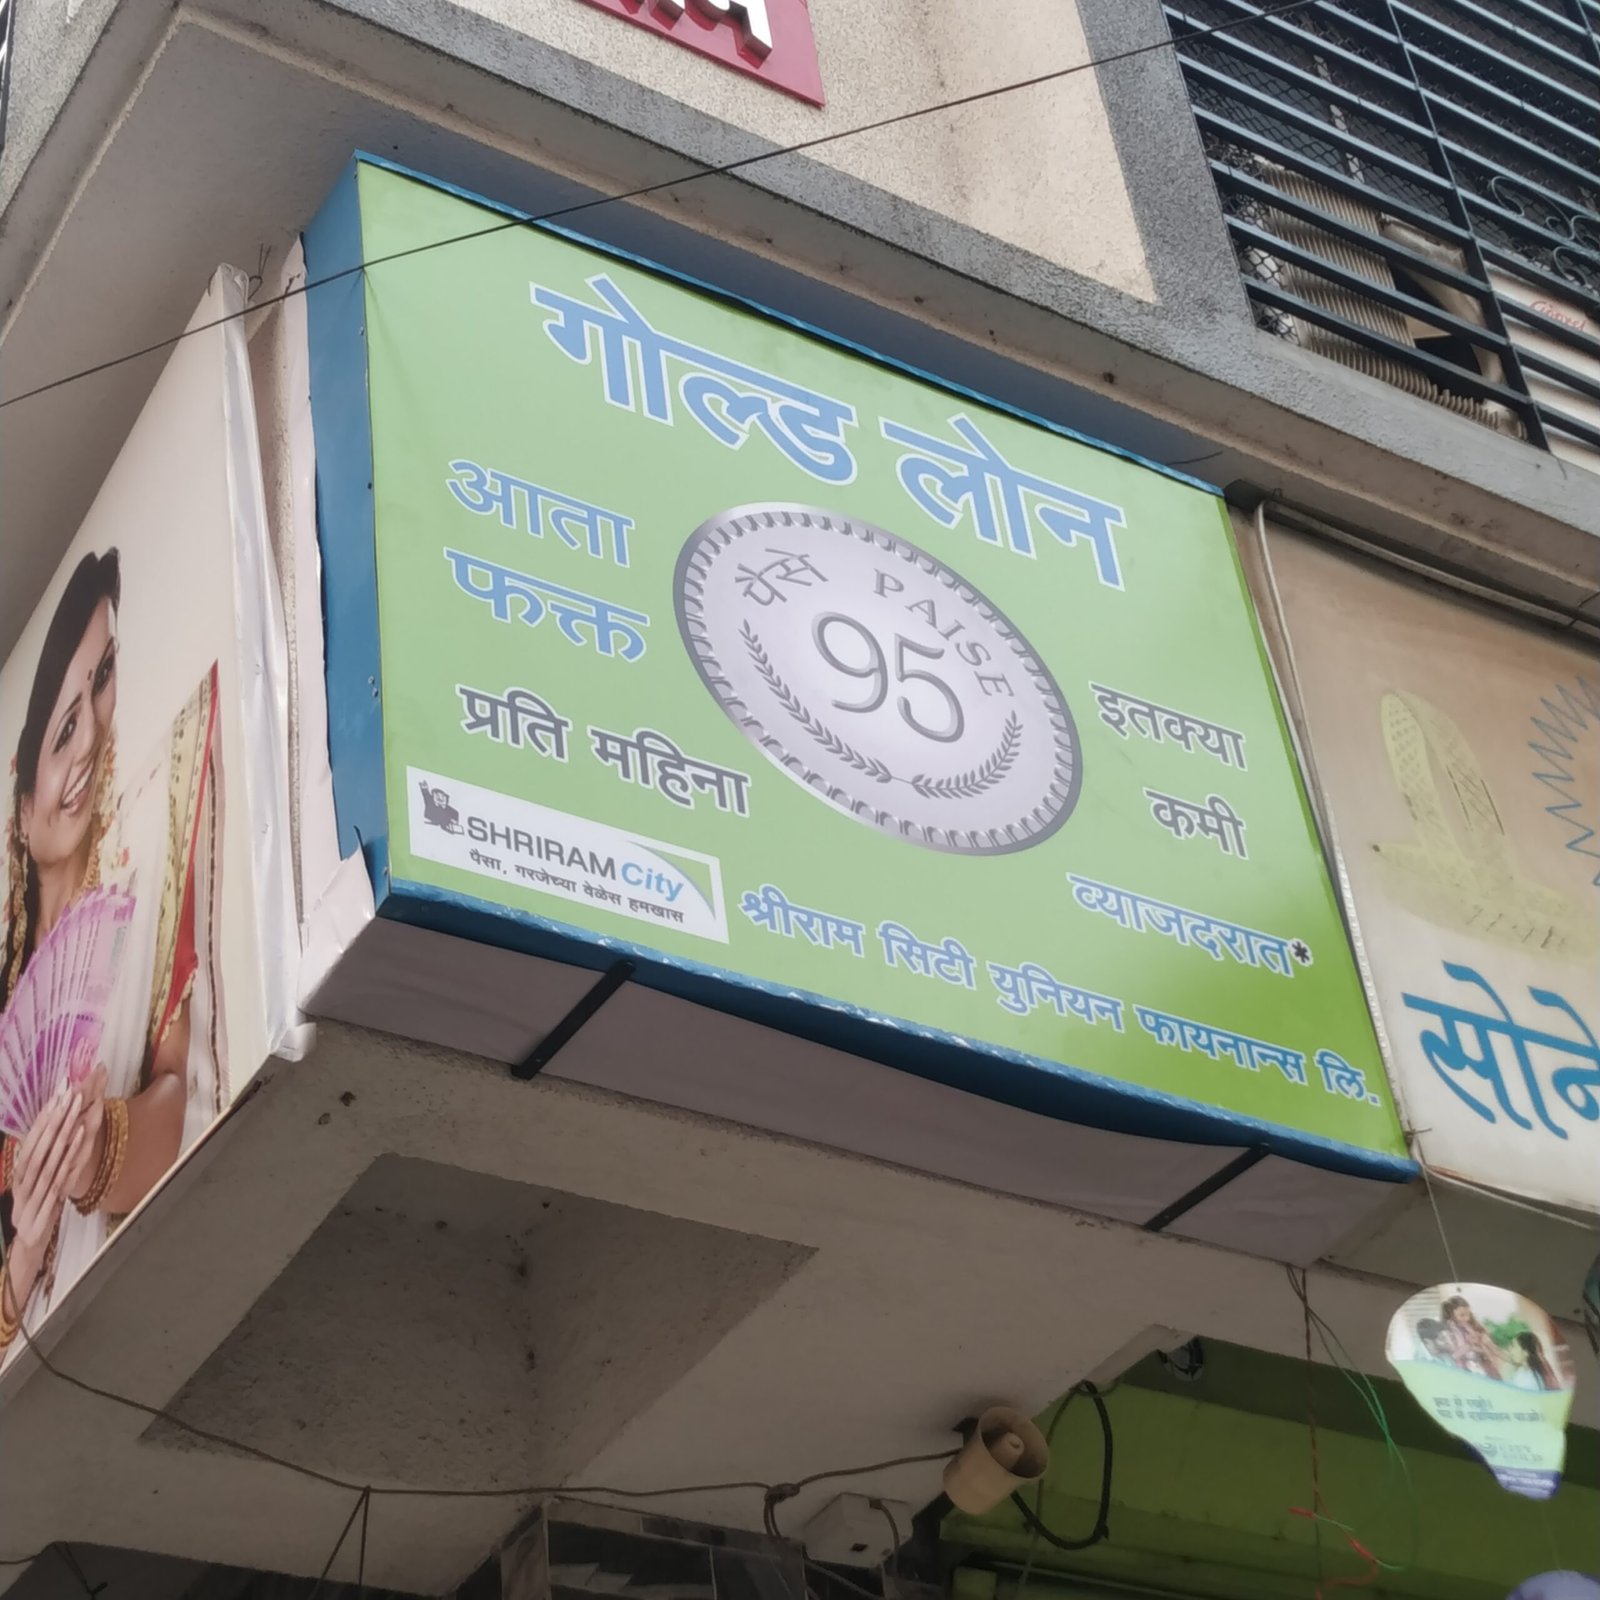 गोल्ड लोन
आता
फक्त
पैसे PAISE
95
प्रति महिना
इतक्या
कमी
व्याजदरात*
SHRIRAM City
पैसा, गरजेच्या वेळेस हमखास
श्रीराम सिटी युनियन फायनान्स लि.
सोने